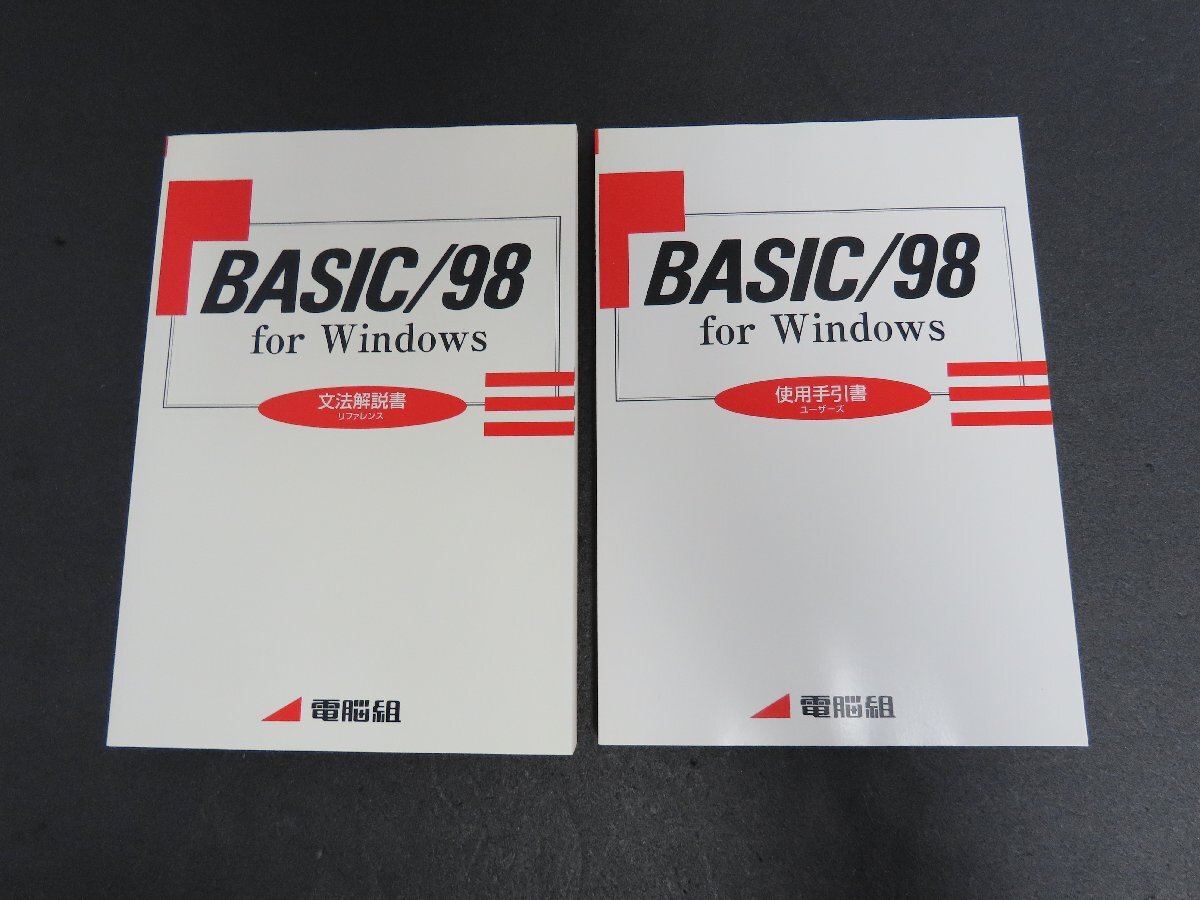 BASIC/98
for Windows
文法解説書
リファレンス
電脳組
BASIC/98
for Windows
使用手引書
ユーザーズ
電脳組